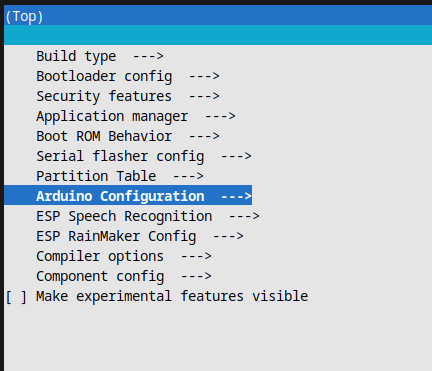 (Top)
Build type  --->
Bootloader config  --->
Security features  --->
Application manager  --->
Boot ROM Behavior  --->
Serial flasher config  --->
Partition Table  --->
Arduino Configuration  --->
ESP Speech Recognition  --->
ESP RainMaker Config  --->
Compiler options  --->
Component config  --->
[ ] Make experimental features visible